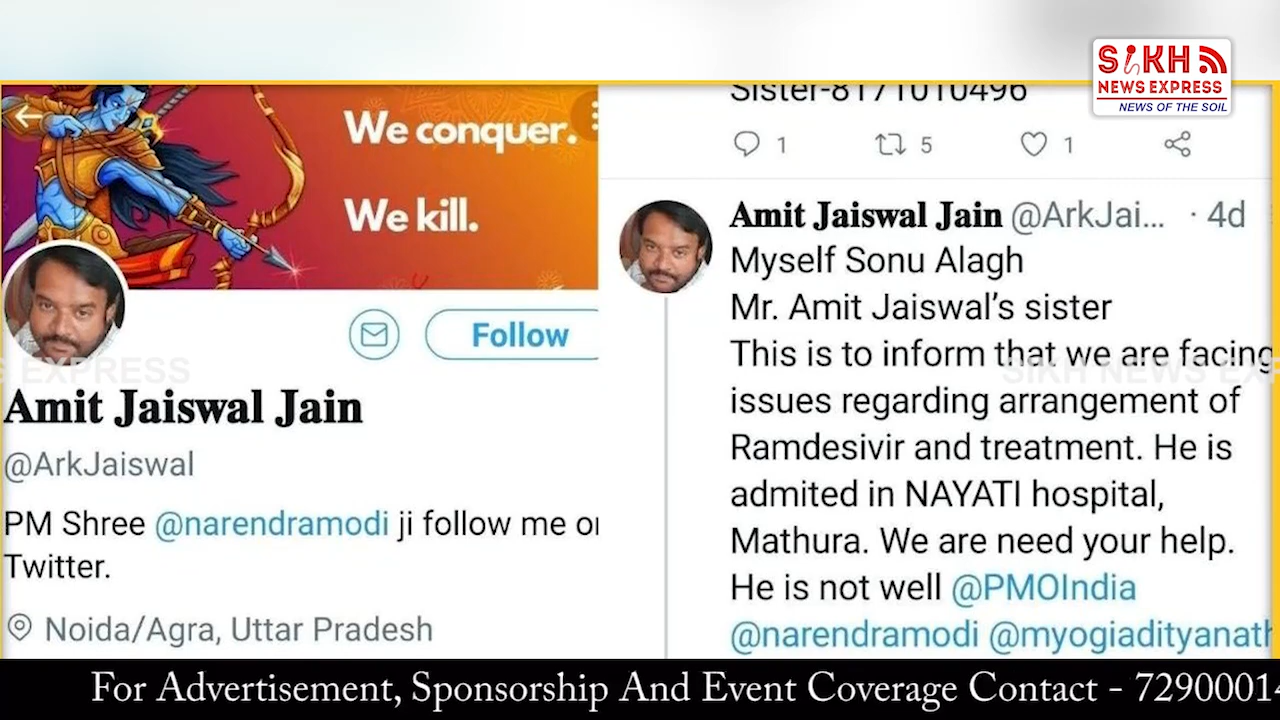 SiKH
NEWS EXPRESS
NEWS OF THE SOIL
We conquer.
We kill.
Follow
Amit Jaiswal Jain
@ArkJaiswal
PM Shree @narendramodi ji follow me
Twitter.
Noida/Agra, Uttar Pradesh
Sister-8171010496
1 5 1
Amit Jaiswal Jain @ArkJai... · 4d
Myself Sonu Alagh
Mr. Amit Jaiswal’s sister
This is to inform that we are facing
issues regarding arrangement of
Ramdesivir and treatment. He is
admited in NAYATI hospital,
Mathura. We are need your help.
He is not well @PMOIndia
@narendramodi @myogiadityanath
S EXPRESS
SIKH NEWS EXP
For Advertisement, Sponsorship And Event Coverage Contact - 7290001